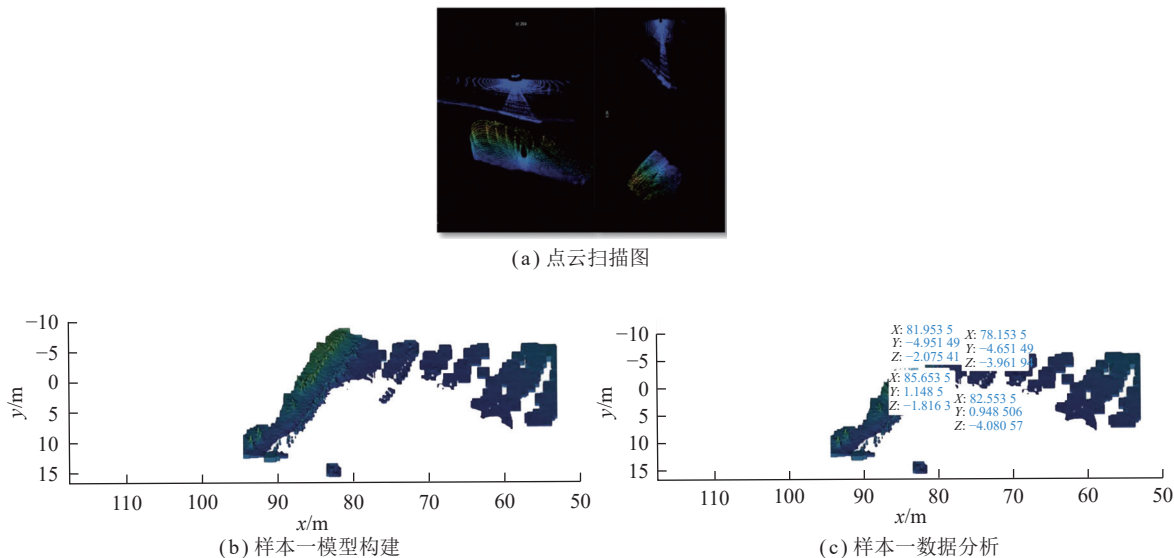 (a) 点云扫描图
-10
-5
0
5
10
15
y/m
110
100
90
80
70
60
50
x/m
(b) 样本一模型构建
-10
-5
0
5
10
15
y/m
X: 81.953 5
Y: −4.951 49
Z: −2.075 41
X: 78.153 5
Y: −4.651 49
Z: −3.961 94
X: 85.653 5
Y: 1.148 5
Z: −1.816 3
X: 82.553 5
Y: 0.948 506
Z: −4.080 57
110
100
90
80
70
60
50
x/m
(c) 样本一数据分析